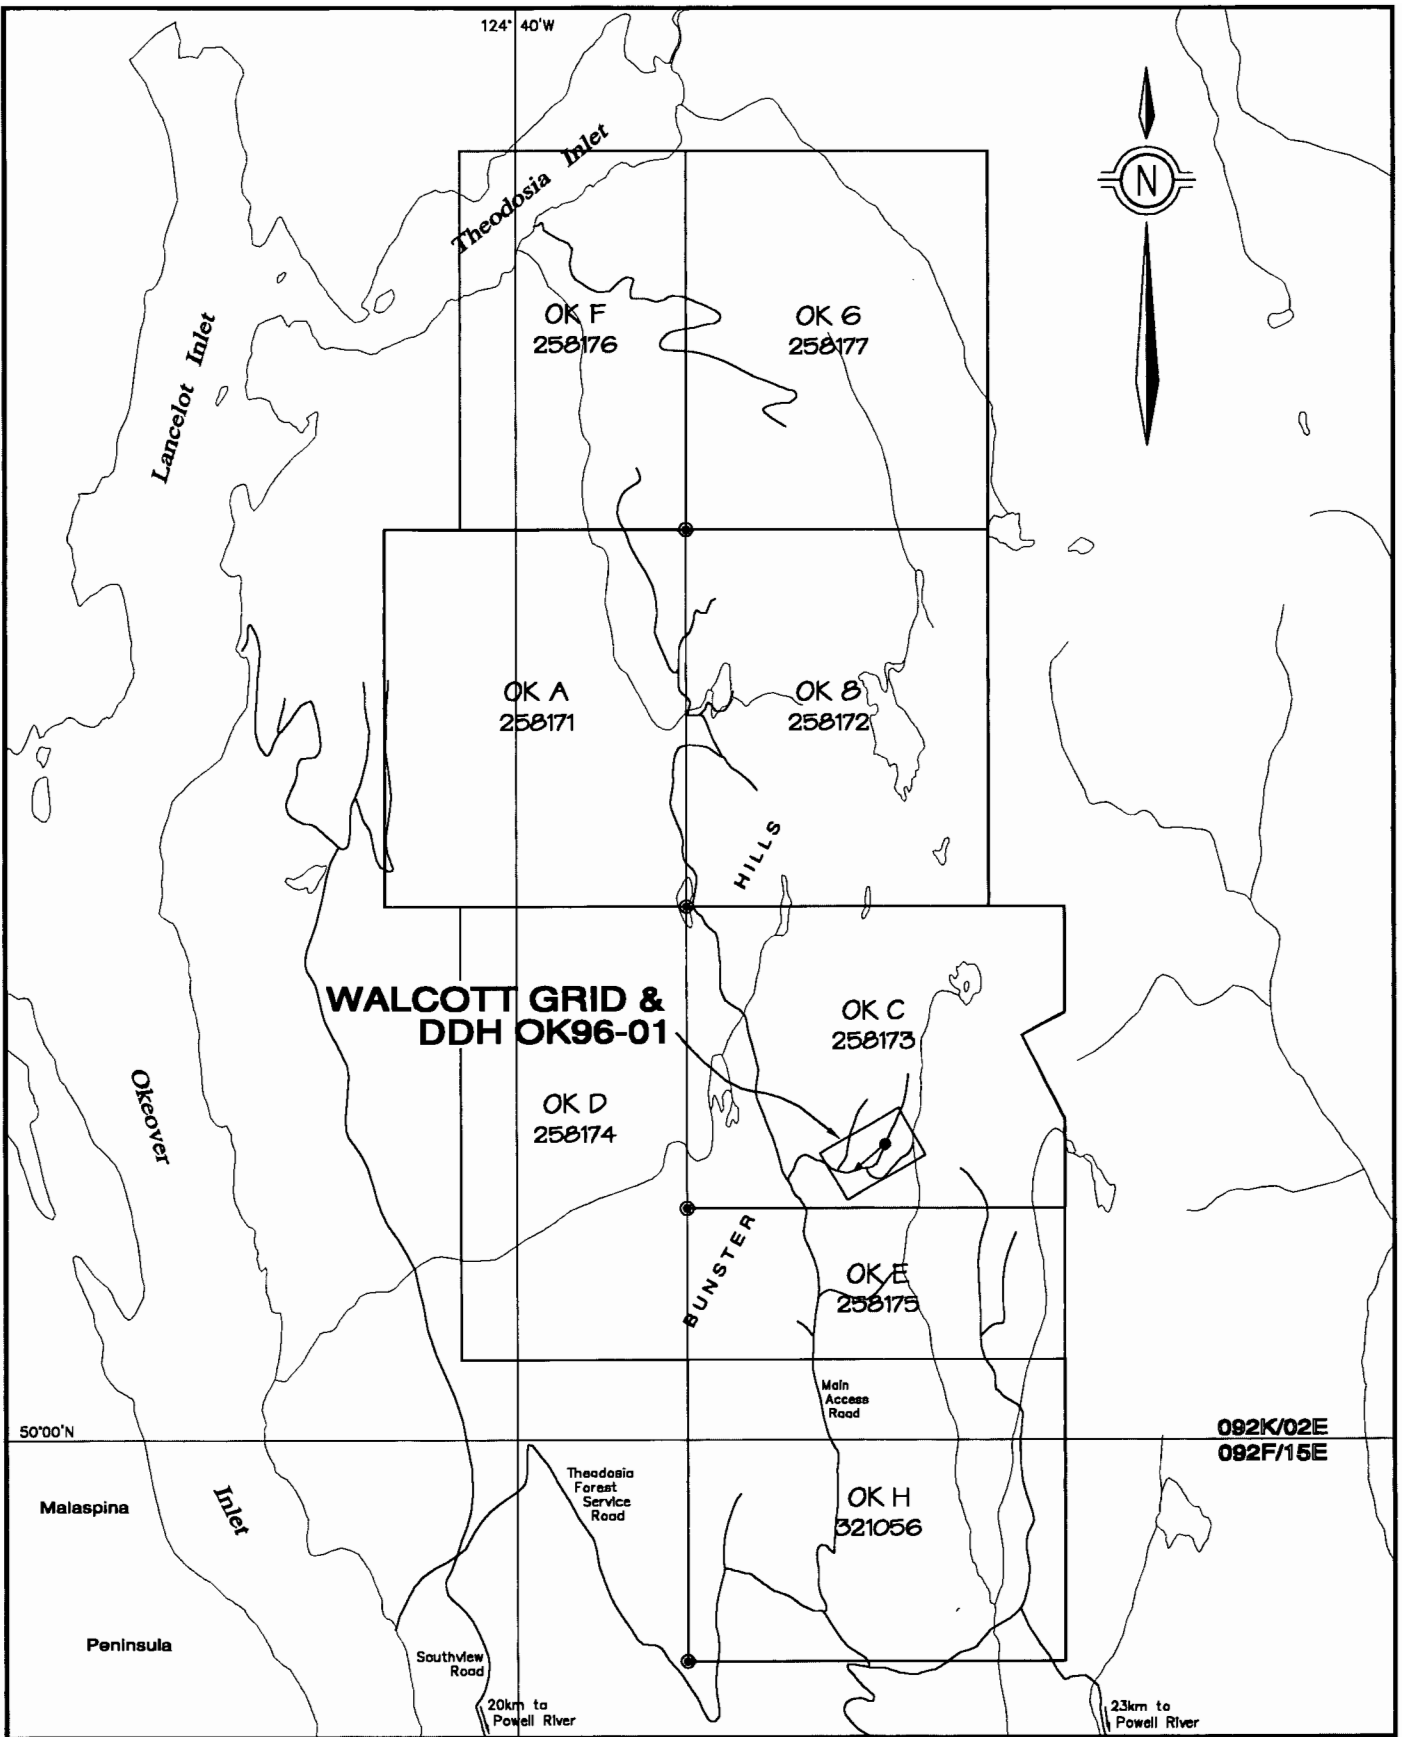 124° 40'W
Theodosia Inlet
N
Lancelot Inlet
OK F
258176
OK 6
258177
OK A
258171
OK 8
258172
HILLS
WALCOTT GRID &
DDH OK96-01
OK C
258173
Okeover
OK D
258174
BUNSTER
OK E
258175
Main
Access
Road
50°00'N
092K/02E
092F/15E
Theodosia
Forest
Service
Road
Malaspina
Inlet
OK H
321056
Peninsula
Southview
Road
20km to
Powell River
23km to
Powell River